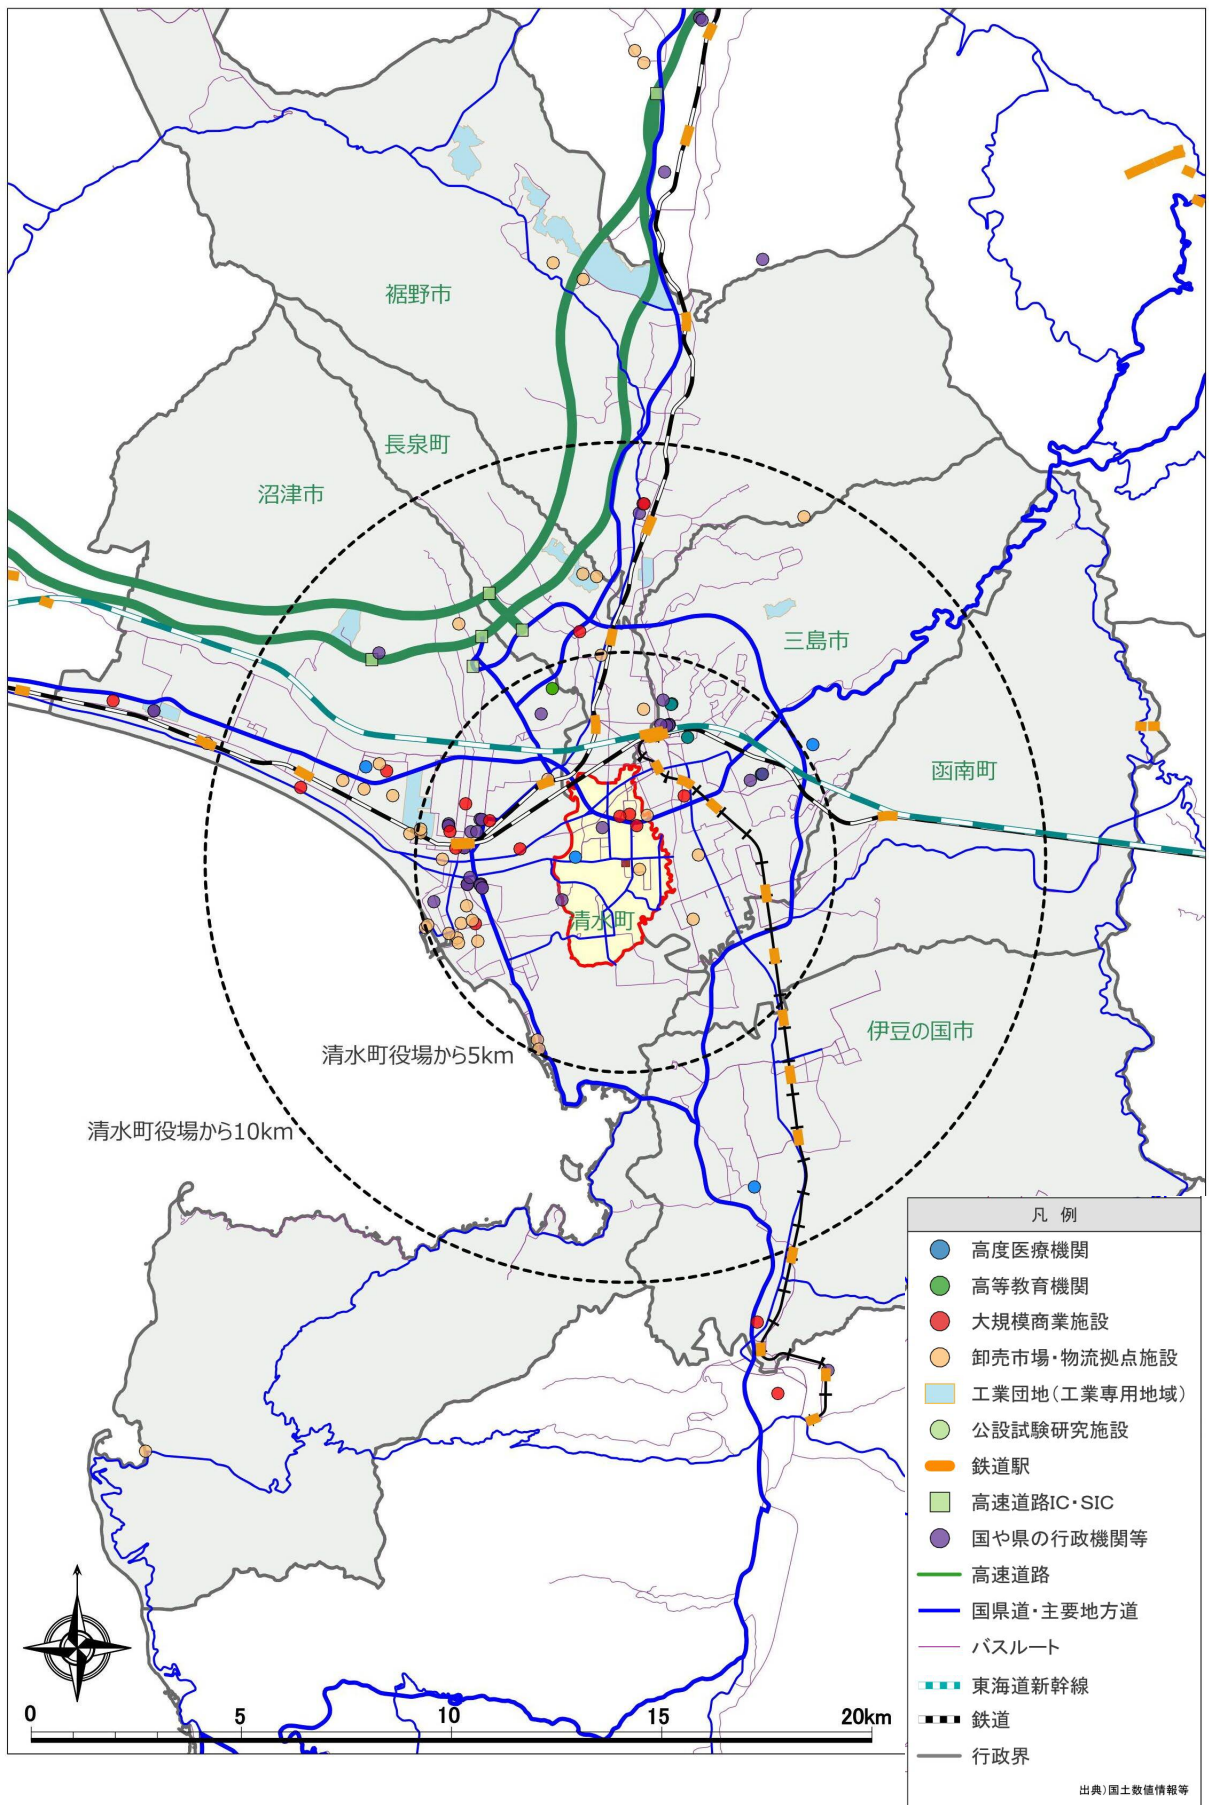 裾野市
長泉町
沼津市
三島市
函南町
清水町
伊豆の国市
清水町役場から5km
清水町役場から10km
凡 例
高度医療機関
高等教育機関
大規模商業施設
卸売市場・物流拠点施設
工業団地(工業専用地域)
公設試験研究施設
鉄道駅
高速道路IC・SIC
国や県の行政機関等
高速道路
国県道・主要地方道
バスルート
東海道新幹線
鉄道
行政界
出典)国土数値情報等
0 5 10 15 20km